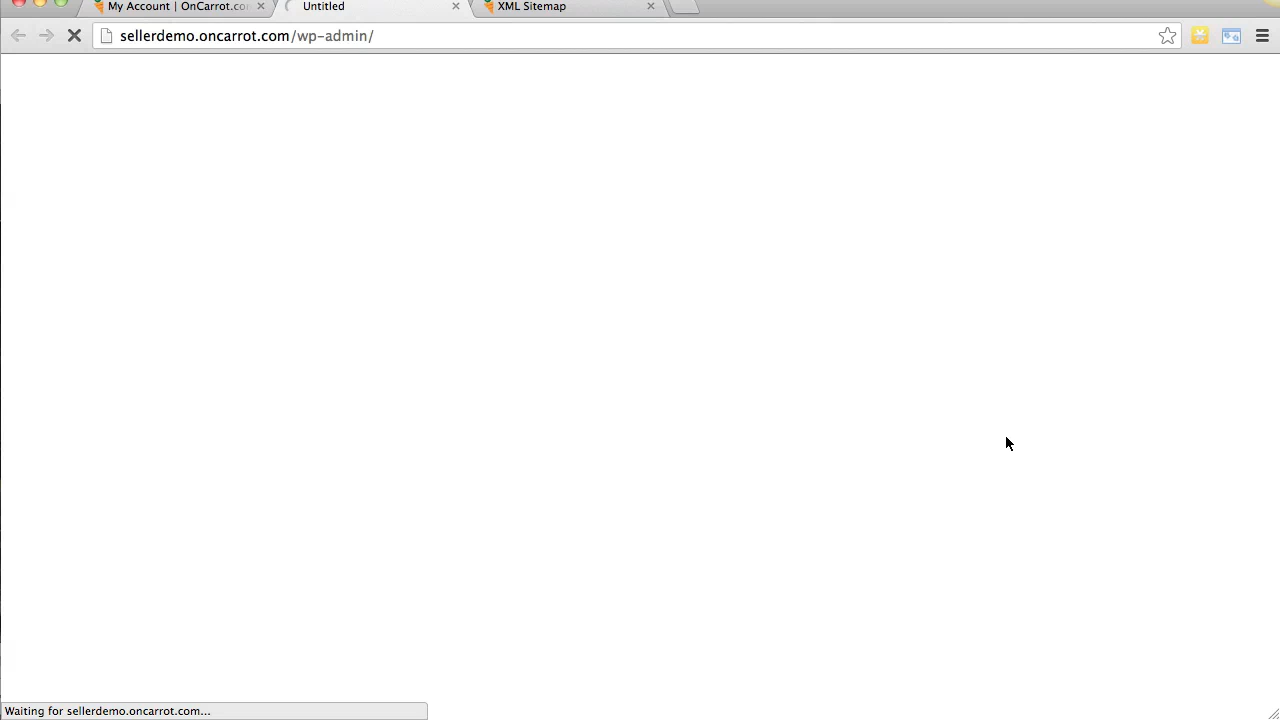 My Account | OnCarrot.co
Untitled
XML Sitemap
sellerdemo.oncarrot.com/wp-admin/
Waiting for sellerdemo.oncarrot.com...